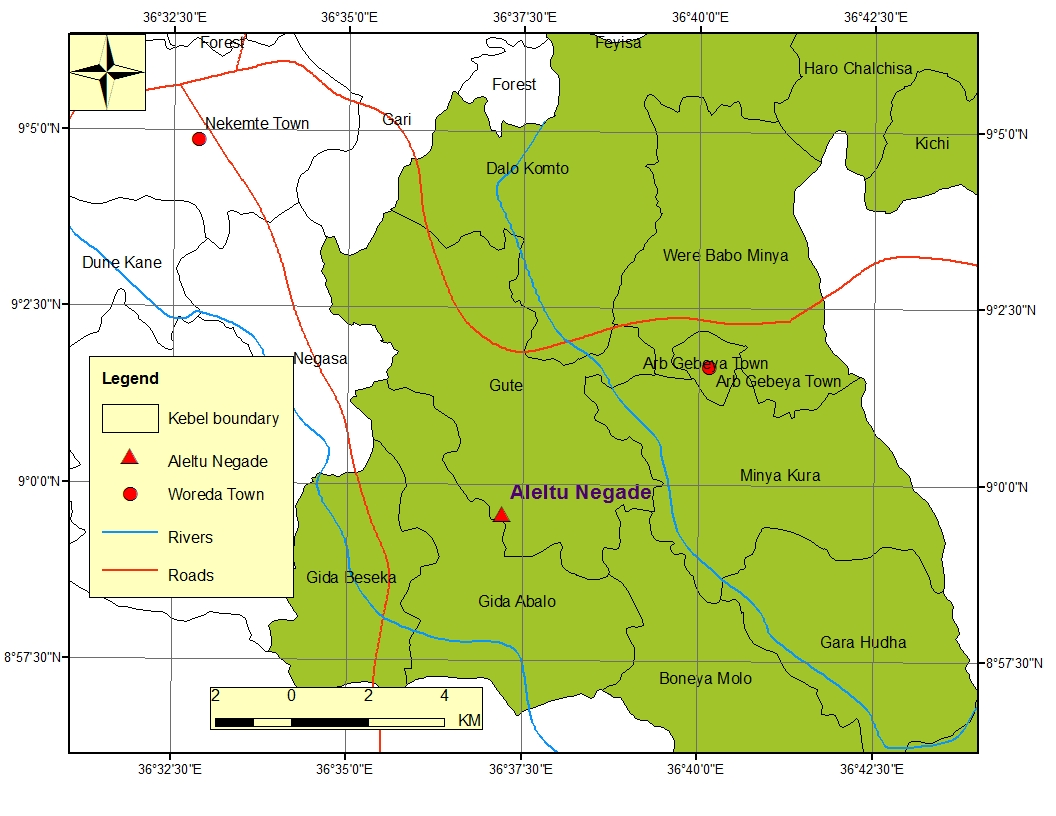 36°32'30"E 36°35'0"E 36°37'30"E 36°40'0"E 36°42'30"E
Forest
Feyisa
Haro Chalchisa
Forest
Gari
Nekemte Town
9°5'0"N
9°5'0"N
Kichi
Dalo Komto
Were Babo Minya
Dune Kane
9°2'30"N
9°2'30"N
Negasa
Arb Gebeya Town
Gute
Arb Gebeya Town
Legend
Kebel boundary
Aleltu Negade
Woreda Town
Rivers
Roads
Minya Kura
9°0'0"N
9°0'0"N
Aleltu Negade
Gida Beseka
Gida Abalo
Gara Hudha
8°57'30"N
8°57'30"N
Boneya Molo
2 0 2 4
KM
36°32'30"E 36°35'0"E 36°37'30"E 36°40'0"E 36°42'30"E